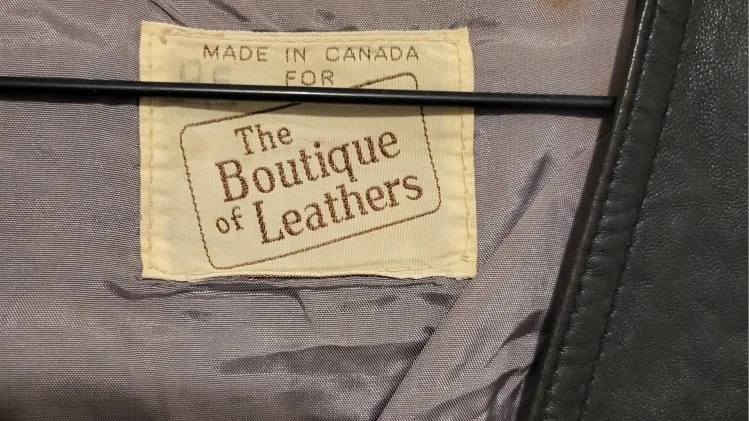 MADE IN CANADA
FOR
The
Boutique
of Leathers